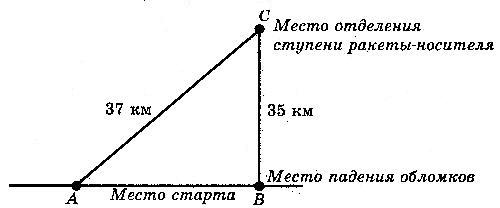 C
Место отделения
ступени ракеты-носителя
37 км
35 км
Место падения обломков
A
Место старта
B